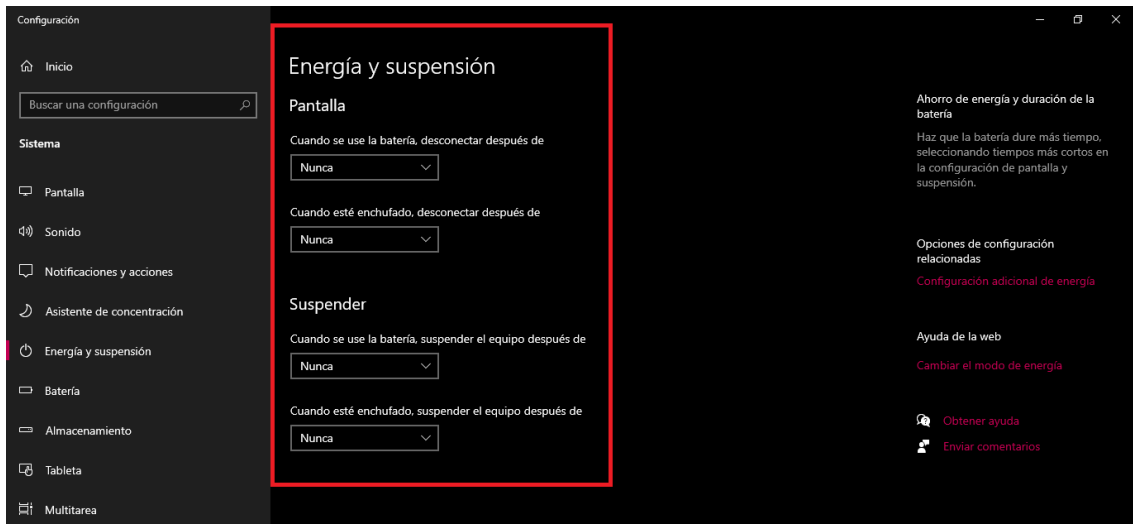 Configuración
Inicio
Buscar una configuración
Sistema
Pantalla
Sonido
Notificaciones y acciones
Asistente de concentración
Energía y suspensión
Batería
Almacenamiento
Tableta
Multitarea
Energía y suspensión
Pantalla
Cuando se use la batería, desconectar después de
Nunca
Cuando esté enchufado, desconectar después de
Nunca
Suspender
Cuando se use la batería, suspender el equipo después de
Nunca
Cuando esté enchufado, suspender el equipo después de
Nunca
Ahorro de energía y duración de la
batería
Haz que la batería dure más tiempo,
seleccionando tiempos más cortos en
la configuración de pantalla y
suspensión.
Opciones de configuración
relacionadas
Configuración adicional de energía
Ayuda de la web
Cambiar el modo de energía
Obtener ayuda
Enviar comentarios